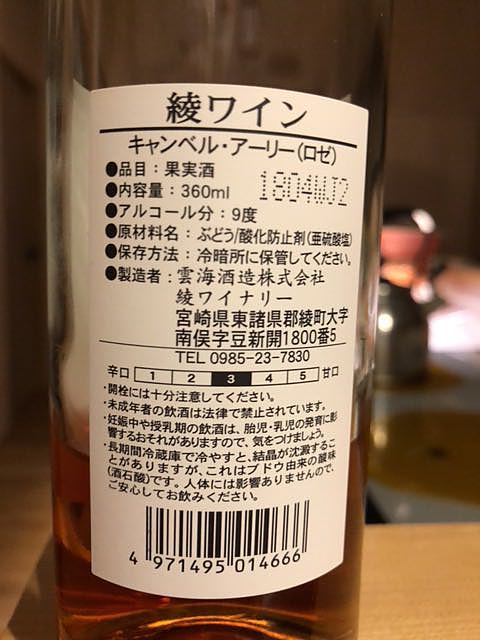 綾ワイン
キャンベル・アーリー(ロゼ)
●品目：果実酒
●内容量：360ml 1804WJ2
●アルコール分：9度
●原材料名：ぶどう/酸化防止剤(亜硫酸塩)
●保存方法：冷暗所に保管してください。
●製造者：雲海酒造株式会社
綾ワイナリー
宮崎県東諸県郡綾町大字
南俣字豆新開1800番5
TEL 0985-23-7830
辛口 1 2 3 4 5 甘口
・開栓には十分注意してください。
・未成年者の飲酒は法律で禁止されています。
・妊娠中や授乳期の飲酒は、胎児・乳児の発育に影
響するおそれがありますので、気をつけましょう。
・長期間冷蔵庫で冷やすと、結晶が沈澱するこ
とがありますが、これはブドウ由来の酸味
(酒石酸)です。人体には影響ありませんので、
ご安心してお飲みください。
4 971495 014666